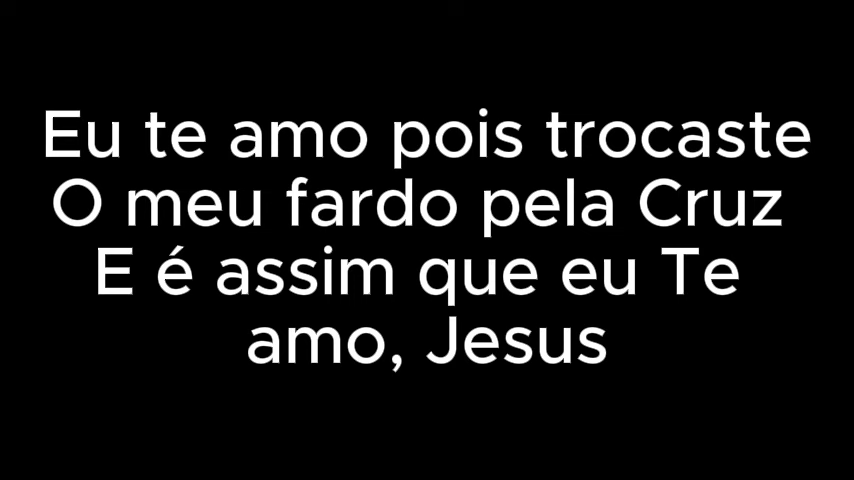 Eu te amo pois trocaste
O meu fardo pela Cruz
E é assim que eu Te
amo, Jesus